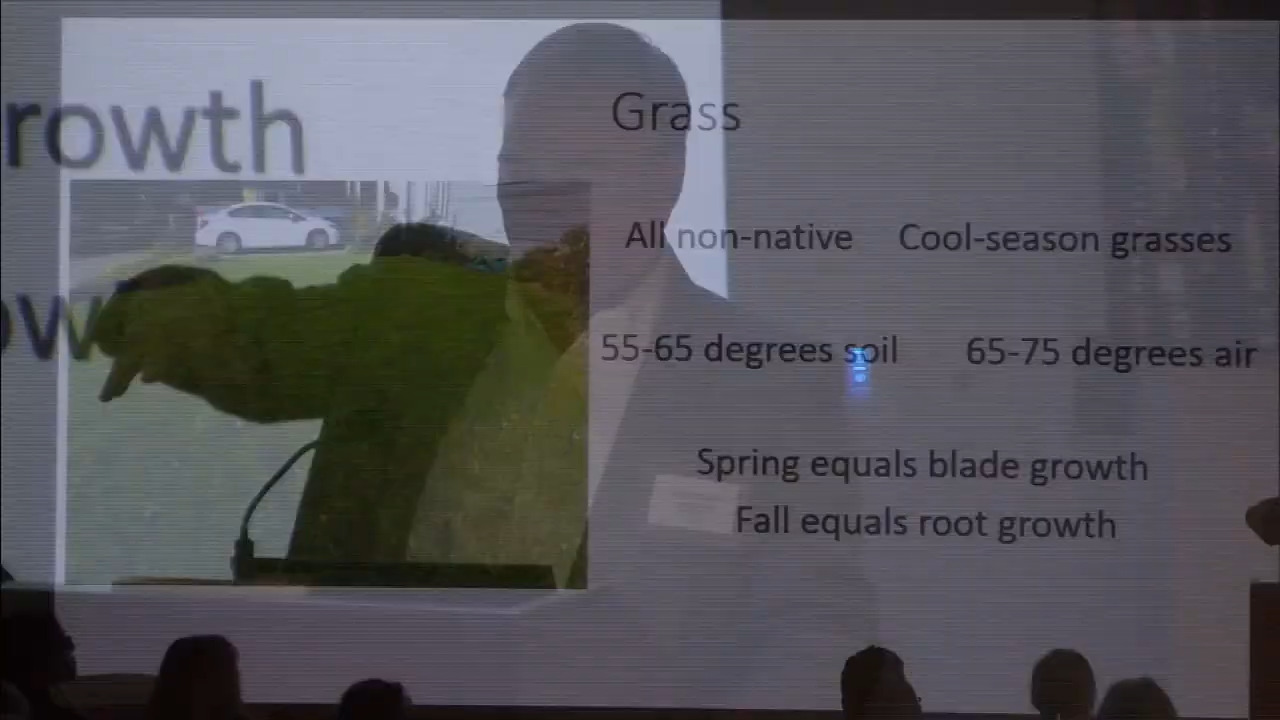 rowth
ow
Grass
All non-native Cool-season grasses
55-65 degrees soil 65-75 degrees air
Spring equals blade growth
Fall equals root growth